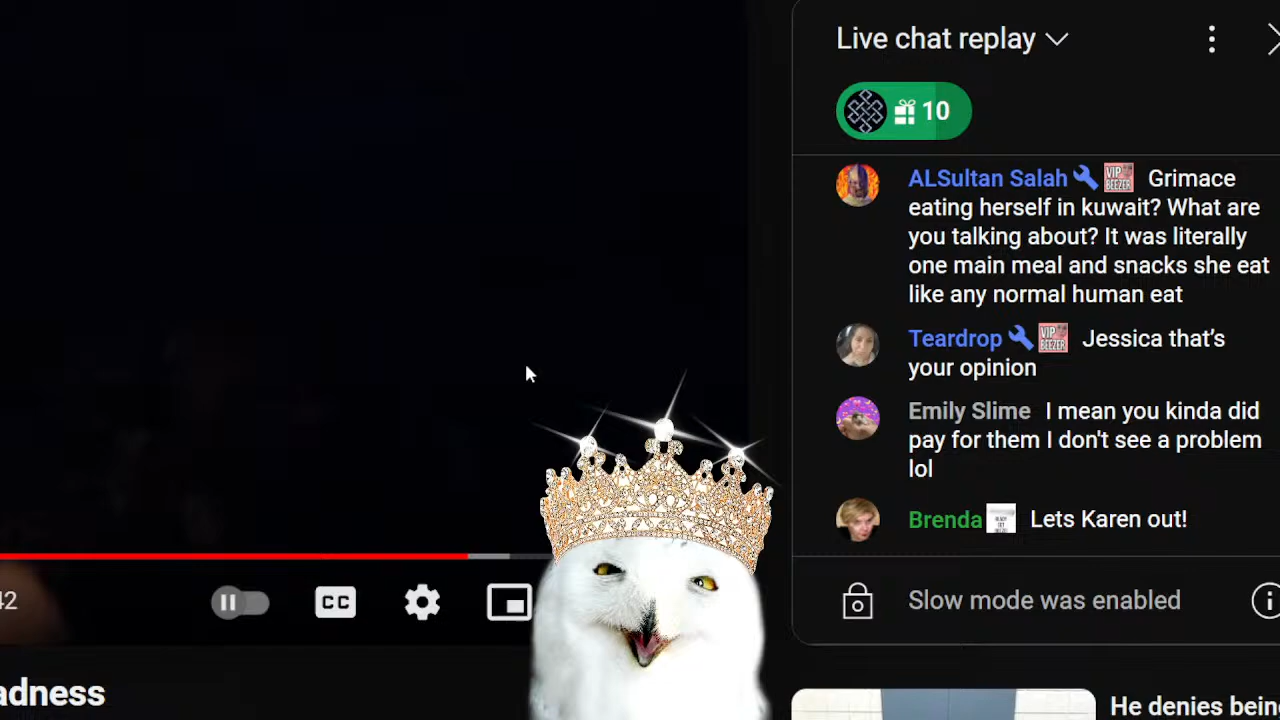 Live chat replay
10
ALSultan Salah VIP BEEZER Grimace
eating herself in kuwait? What are
you talking about? It was literally
one main meal and snacks she eat
like any normal human eat
Teardrop VIP BEEZER Jessica that's
your opinion
Emily Slime I mean you kinda did
pay for them I don't see a problem
lol
Brenda Lets Karen out!
42
CC
Slow mode was enabled
adness
He denies bein